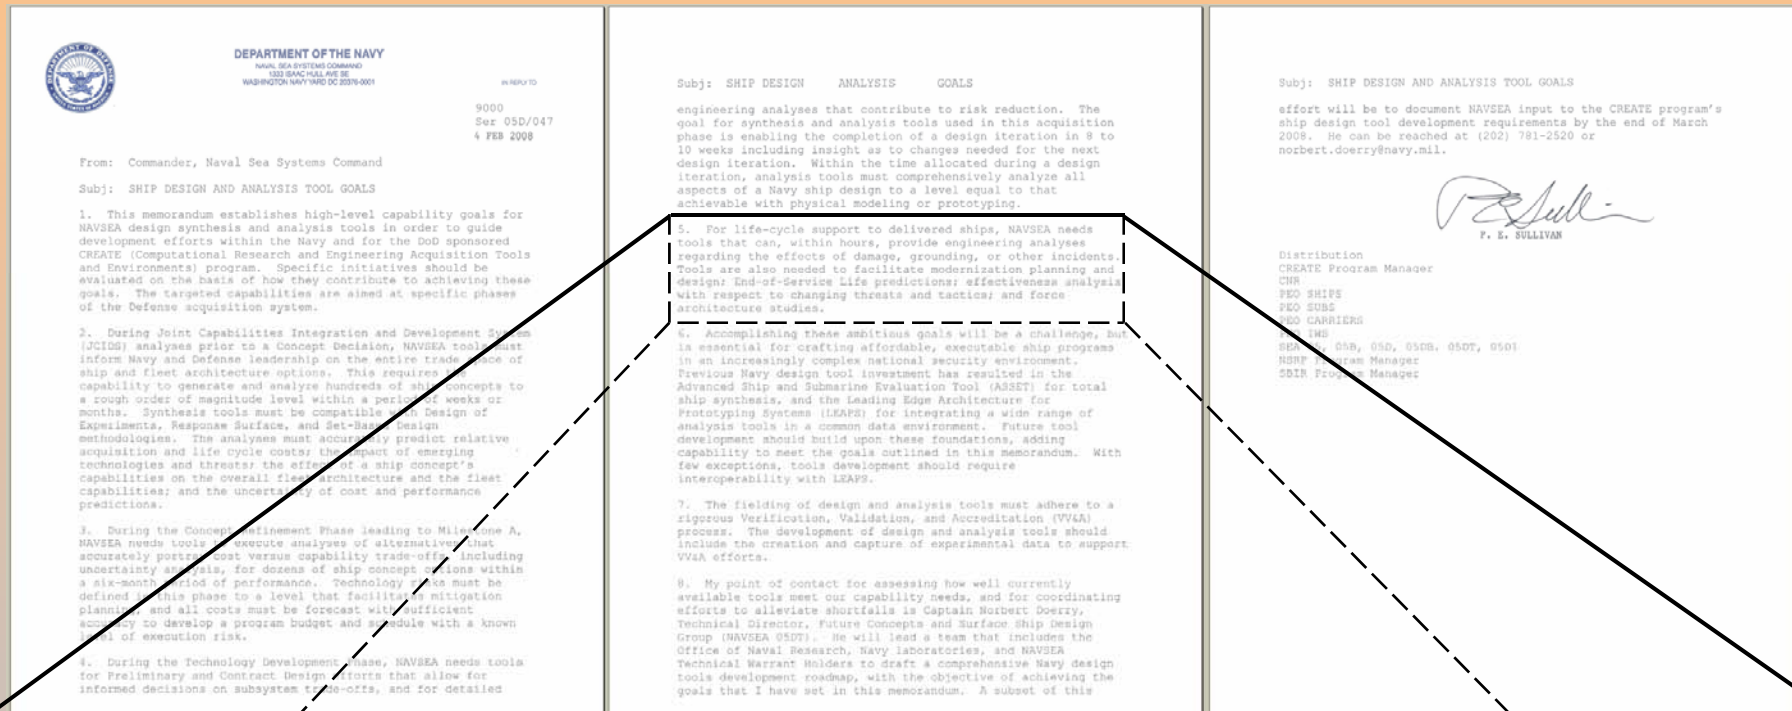 DEPARTMENT OF THE NAVY
NAVAL SEA SYSTEMS COMMAND
1333 ISAAC HULL AVE SE
WASHINGTON NAVY YARD DC 20376-0001
IN REPLY TO
9000
Ser 05D/047
4 FEB 2008
From: Commander, Naval Sea Systems Command
Subj: SHIP DESIGN AND ANALYSIS TOOL GOALS
1. This memorandum establishes high-level capability goals for
NAVSEA design synthesis and analysis tools in order to guide
development efforts within the Navy and for the DoD sponsored
CREATE (Computational Research and Engineering Acquisition Tools
and Environments) program. Specific initiatives should be
evaluated on the basis of how they contribute to achieving these
goals. The targeted capabilities are aimed at specific phases
of the Defense acquisition system.
2. During Joint Capabilities Integration and Development System
(JCIDS) analyses prior to a Concept Decision, NAVSEA tools must
inform Navy and Defense leadership on the entire trade space of
ship and fleet architecture options. This requires the
capability to generate and analyze hundreds of ship concepts to
a rough order of magnitude level within a period of weeks or
months. Synthesis tools must be compatible with Design of
Experiments, Response Surface, and Set-Based Design
methodologies. The analyses must accurately predict relative
acquisition and life cycle costs; the impact of emerging
technologies and threats; the effect of a ship concept's
capabilities on the overall fleet architecture and the fleet
capabilities; and the uncertainty of cost and performance
predictions.
3. During the Concept Refinement Phase leading to Milestone A,
NAVSEA needs tools to execute analyses of alternatives that
accurately portray cost versus capability trade-offs, including
uncertainty analysis, for dozens of ship concept options within
a six-month period of performance. Technology risks must be
defined in this phase to a level that facilitates mitigation
planning, and all costs must be forecast with sufficient
accuracy to develop a program budget and schedule with a known
level of execution risk.
4. During the Technology Development Phase, NAVSEA needs tools
for Preliminary and Contract Design efforts that allow for
informed decisions on subsystem trade-offs, and for detailed
Subj: SHIP DESIGN ANALYSIS GOALS
engineering analyses that contribute to risk reduction. The
goal for synthesis and analysis tools used in this acquisition
phase is enabling the completion of a design iteration in 8 to
10 weeks including insight as to changes needed for the next
design iteration. Within the time allocated during a design
iteration, analysis tools must comprehensively analyze all
aspects of a Navy ship design to a level equal to that
achievable with physical modeling or prototyping.
5. For life-cycle support to delivered ships, NAVSEA needs
tools that can, within hours, provide engineering analyses
regarding the effects of damage, grounding, or other incidents.
Tools are also needed to facilitate modernization planning and
design; End-of-Service Life predictions; effectiveness analysis
with respect to changing threats and tactics; and force
architecture studies.
6. Accomplishing these ambitious goals will be a challenge, but
is essential for crafting affordable, executable ship programs
in an increasingly complex national security environment.
Previous Navy design tool investment has resulted in the
Advanced Ship and Submarine Evaluation Tool (ASSET) for total
ship synthesis, and the Leading Edge Architecture for
Prototyping Systems (LEAPS) for integrating a wide range of
analysis tools in a common data environment. Future tool
development should build upon these foundations, adding
capability to meet the goals outlined in this memorandum. With
few exceptions, tools development should require
interoperability with LEAPS.
7. The fielding of design and analysis tools must adhere to a
rigorous Verification, Validation, and Accreditation (VV&A)
process. The development of design and analysis tools should
include the creation and capture of experimental data to support
VV&A efforts.
8. My point of contact for assessing how well currently
available tools meet our capability needs, and for coordinating
efforts to alleviate shortfalls is Captain Norbert Doerry,
Technical Director, Future Concepts and Surface Ship Design
Group (NAVSEA 05DT). He will lead a team that includes the
Office of Naval Research, Navy laboratories, and NAVSEA
Technical Warrant Holders to draft a comprehensive Navy design
tools development roadmap, with the objective of achieving the
goals that I have set in this memorandum. A subset of this
Subj: SHIP DESIGN AND ANALYSIS TOOL GOALS
effort will be to document NAVSEA input to the CREATE program's
ship design tool development requirements by the end of March
2008. He can be reached at (202) 781-2520 or
norbert.doerry@navy.mil.
P. E. SULLIVAN
Distribution
CREATE Program Manager
CNR
PEO SHIPS
PEO SUBS
PEO CARRIERS
PEO IWS
SEA 05, 05B, 05D, 05DB, 05DT,
NSRP Program Manager
SBIR Program Manager